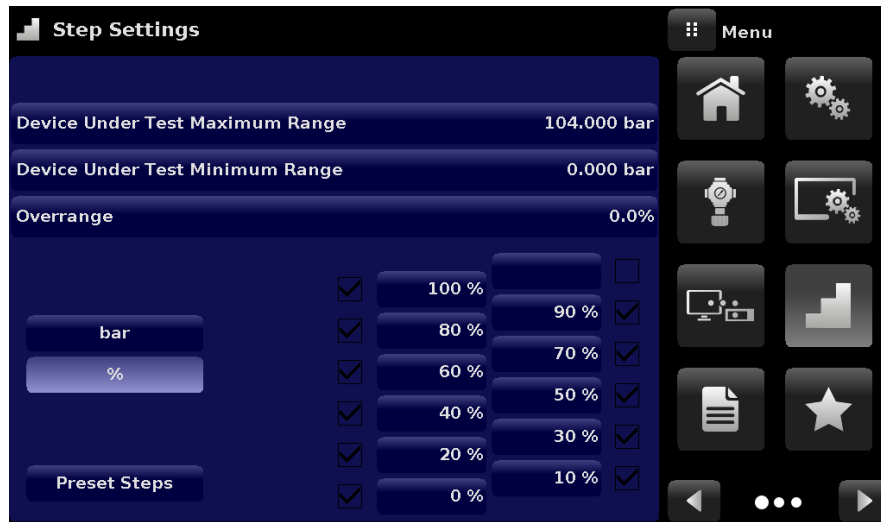 Step Settings
Menu
Device Under Test Maximum Range 104.000 bar
Device Under Test Minimum Range 0.000 bar
Overrange 0.0%
100 %
90 %
bar
80 %
70 %
%
60 %
50 %
40 %
30 %
20 %
10 %
Preset Steps
0 %